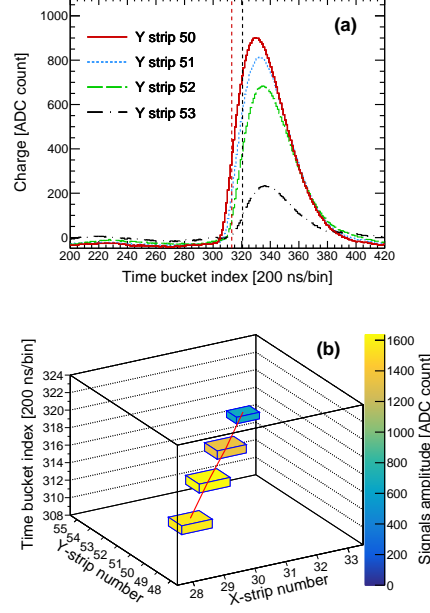 (a)
Y strip 50
Y strip 51
Y strip 52
Y strip 53
Charge [ADC count]
1000
800
600
400
200
0
200 220 240 260 280 300 320 340 360 380 400 420
Time bucket index [200 ns/bin]
(b)
Time bucket index [200 ns/bin]
324
322
320
318
316
314
312
310
308
55 54 53 52 51 50 49 48
Y-strip number
28 29 30 31 32 33
X-strip number
1600
1400
1200
1000
800
600
400
200
0
Signals amplitude [ADC count]